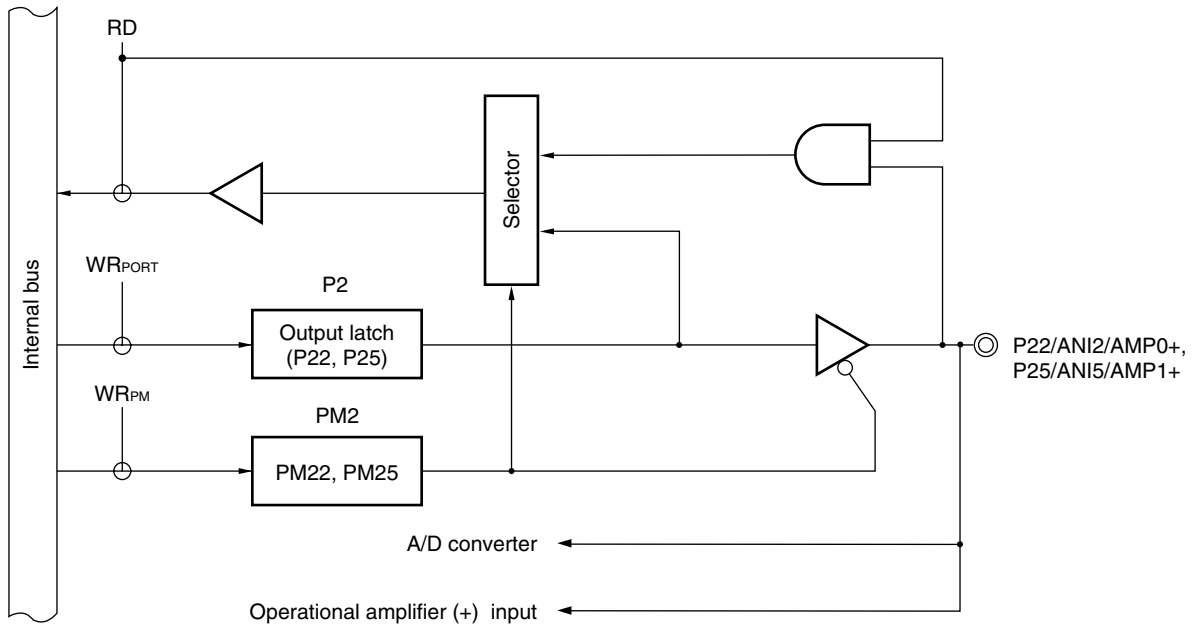 RD
Selector
Internal bus
WRPORT
P2
Output latch
(P22, P25)
P22/ANI2/AMP0+,
P25/ANI5/AMP1+
WRPM
PM2
PM22, PM25
A/D converter
Operational amplifier (+) input